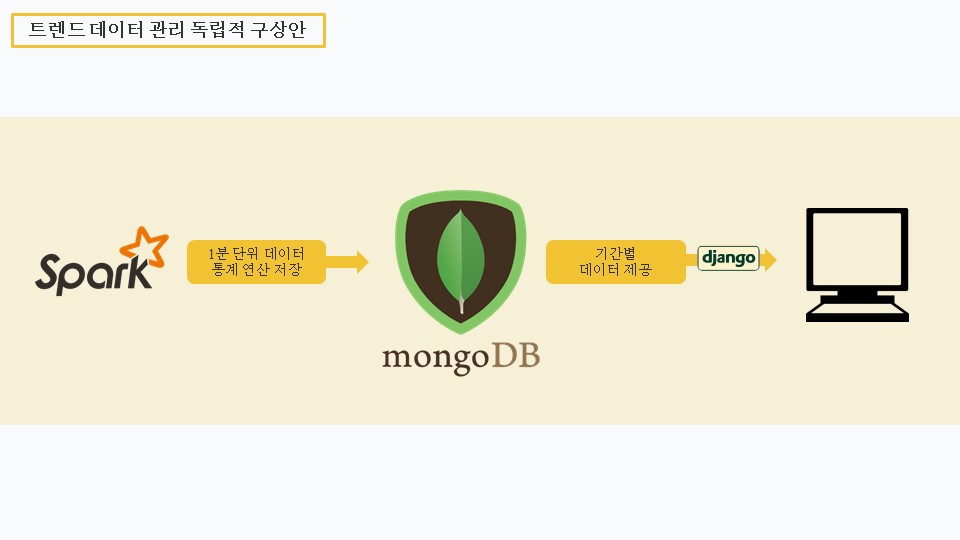 트렌드 데이터 관리 독립적 구상안
Spark
1분 단위 데이터
통계 연산 저장
mongoDB
기간별
데이터 제공
django